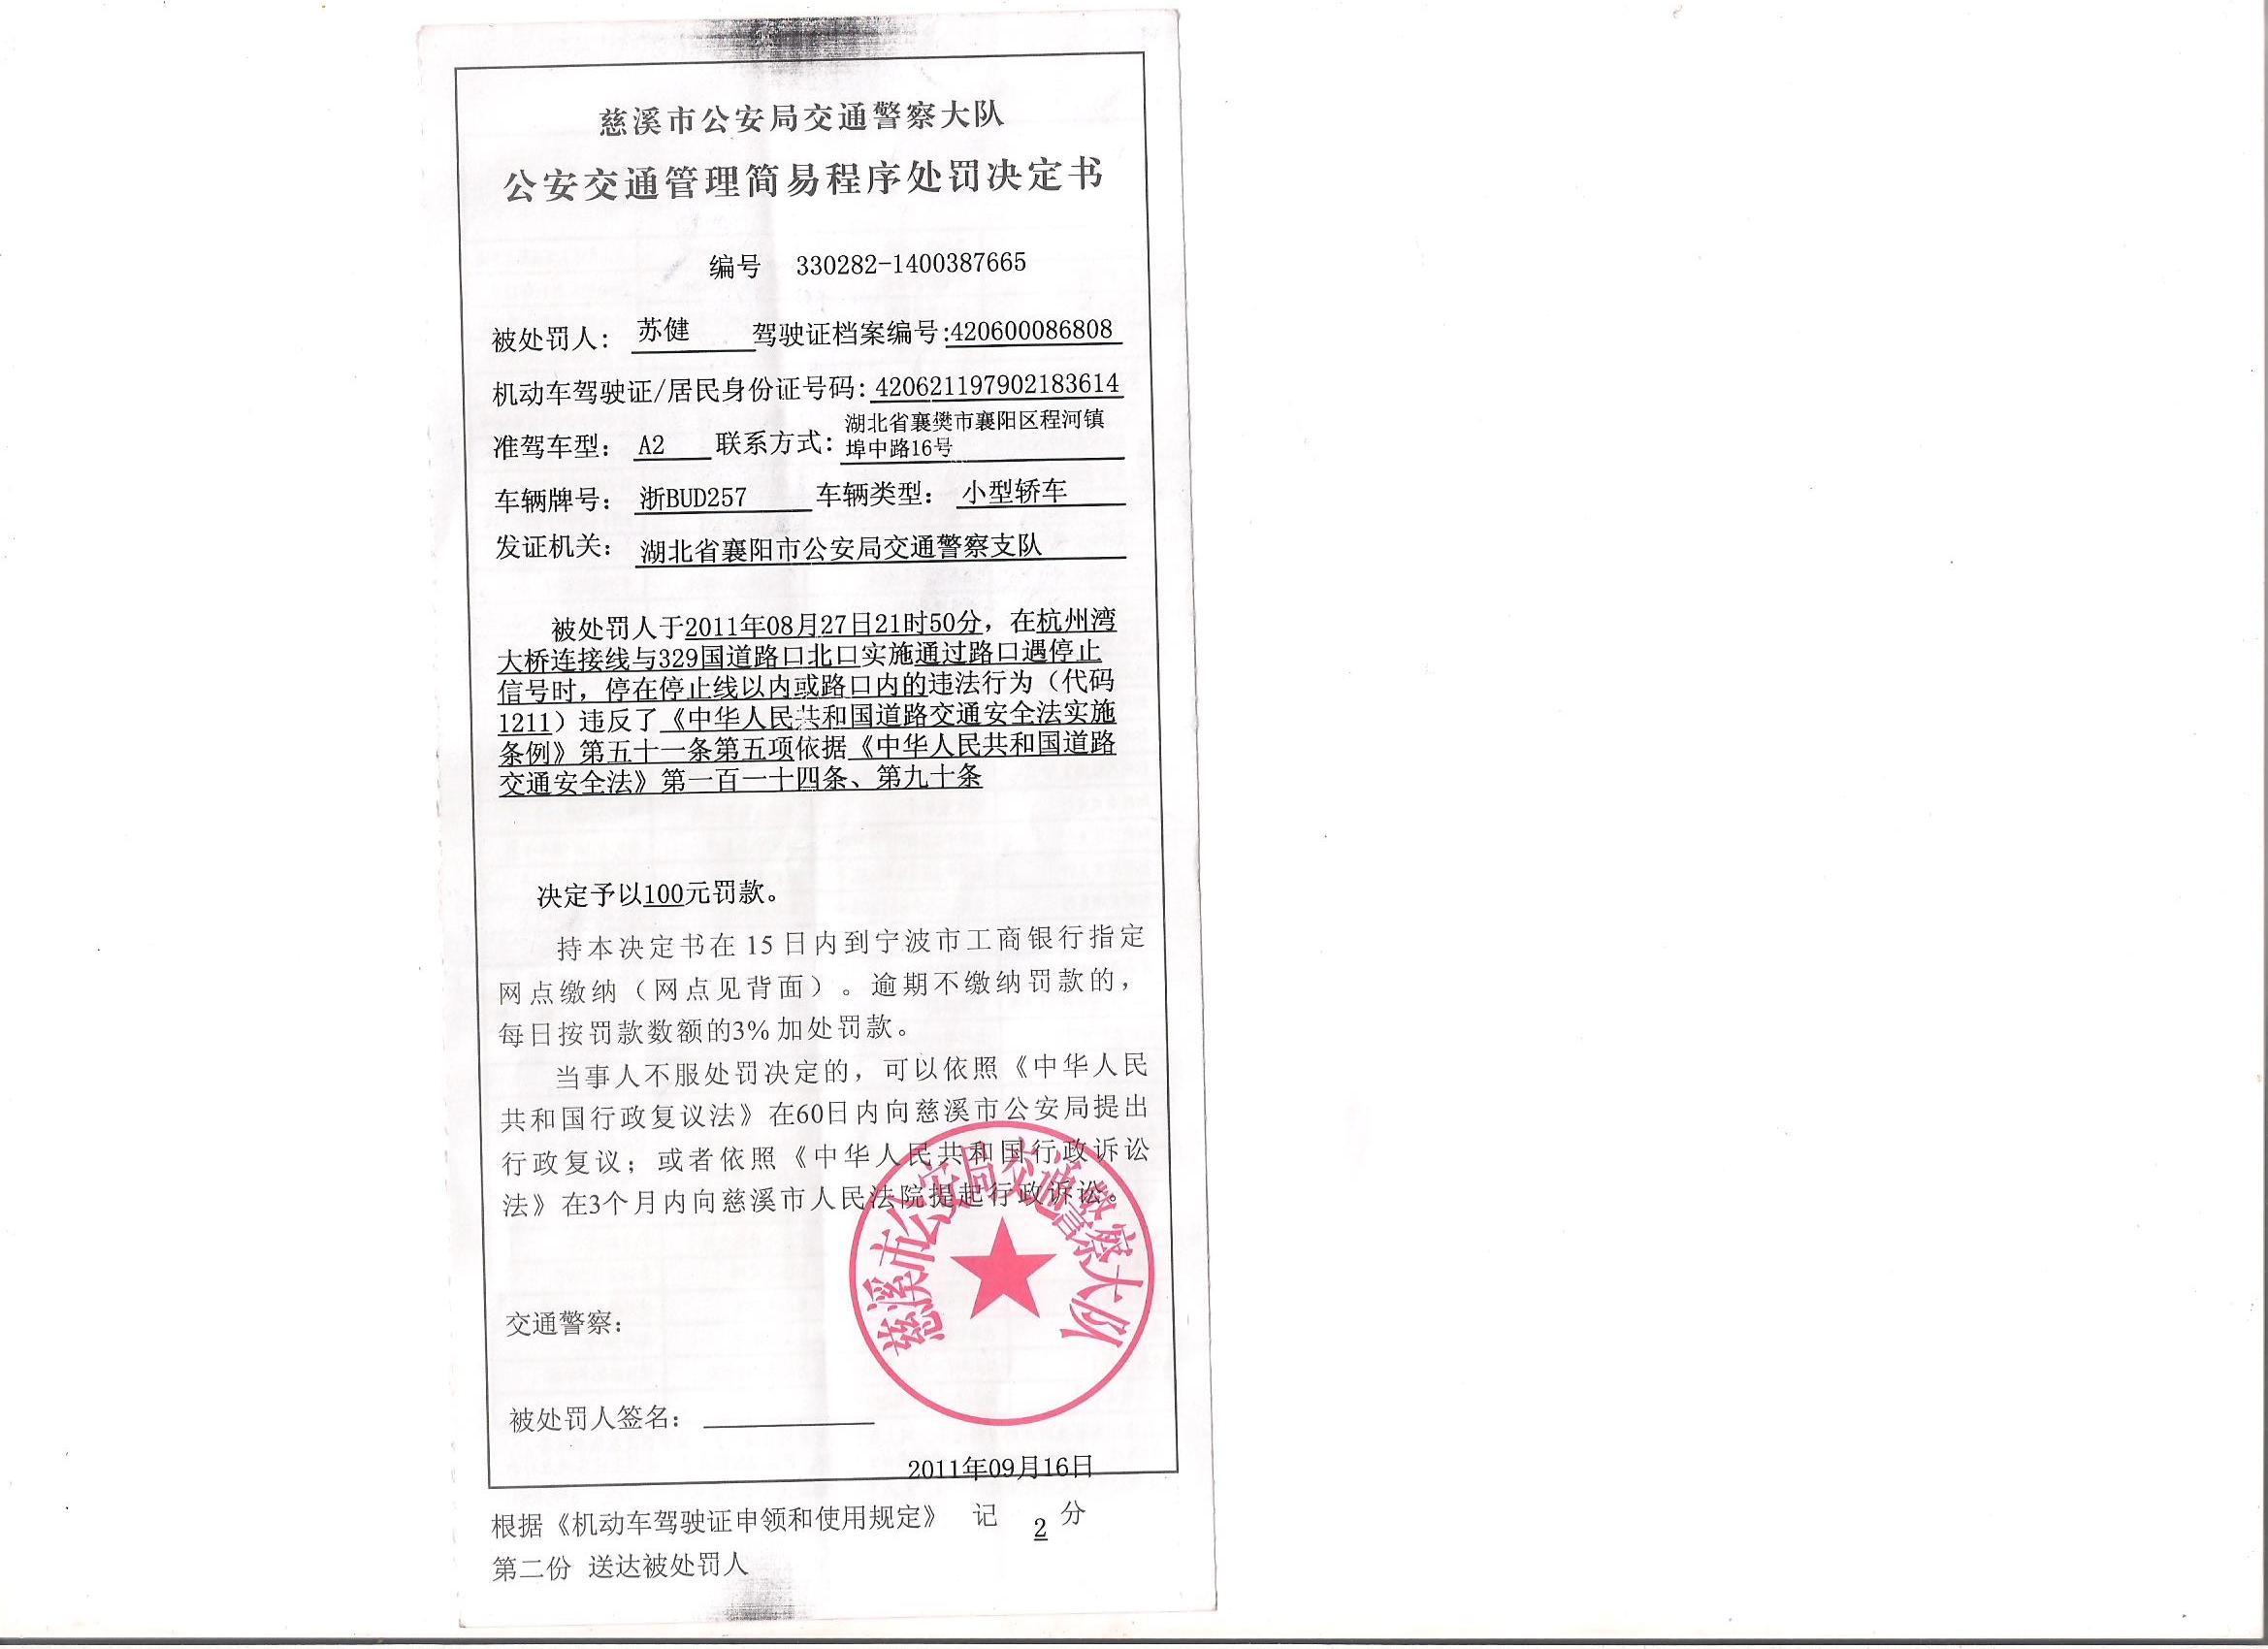 慈溪市公安局交通警察大队
公安交通管理简易程序处罚决定书
编号 330282-1400387665
被处罚人: 苏健 驾驶证档案编号:420600086808
机动车驾驶证/居民身份证号码: 420621197902183614
准驾车型: A2 联系方式: 湖北省襄樊市襄阳区程河镇
埠中路16号
车辆牌号: 浙BUD257 车辆类型: 小型轿车
发证机关: 湖北省襄阳市公安局交通警察支队
被处罚人于2011年08月27日21时50分，在杭州湾
大桥连接线与329国道路口北口实施通过路口遇停止
信号时，停在停止线以内或路口内的违法行为（代码
1211）违反了《中华人民共和国道路交通安全法实施
条例》第五十一条第五项依据《中华人民共和国道路
交通安全法》第一百一十四条、第九十条
决定予以100元罚款。
持本决定书在15日内到宁波市工商银行指定
网点缴纳（网点见背面）。逾期不缴纳罚款的，
每日按罚款数额的3%加处罚款。
当事人不服处罚决定的，可以依照《中华人民
共和国行政复议法》在60日内向慈溪市公安局提出
行政复议；或者依照《中华人民共和国行政诉讼
法》在3个月内向慈溪市人民法院提起行政诉讼。
慈溪市公安局交通警察大队
交通警察:
被处罚人签名:
2011年09月16日
根据《机动车驾驶证申领和使用规定》 记 2 分
第二份 送达被处罚人